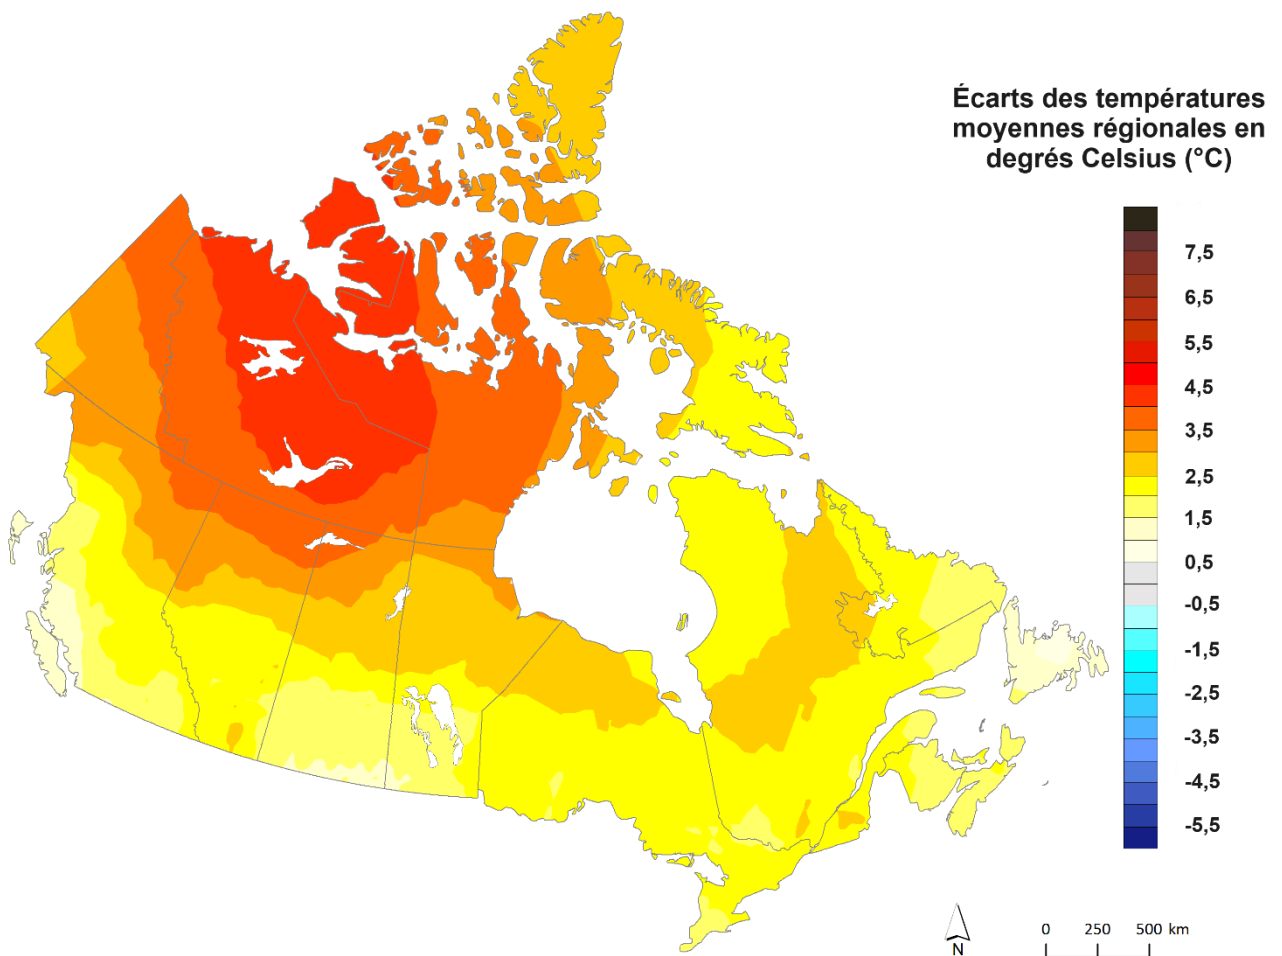 Écarts des températures
moyennes régionales en
degrés Celsius (°C)
7,5
6,5
5,5
4,5
3,5
2,5
1,5
0,5
-0,5
-1,5
-2,5
-3,5
-4,5
-5,5
N
0 250 500 km